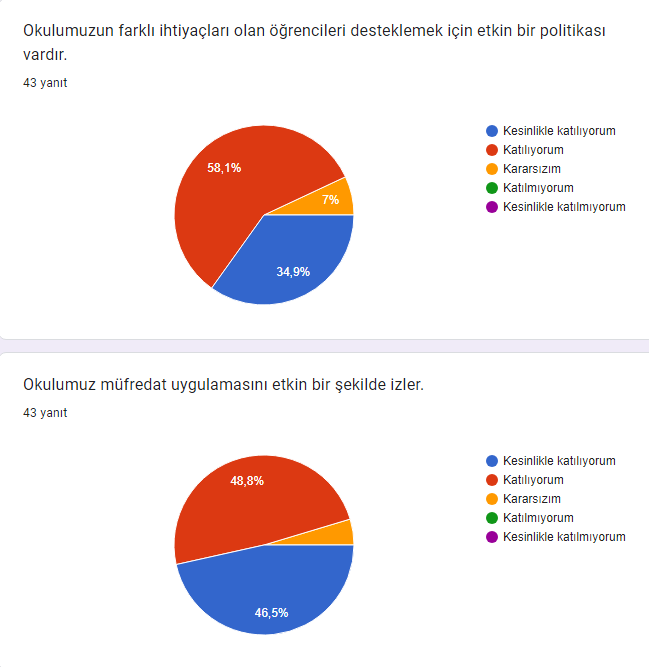 Okulumuzun farklı ihtiyaçları olan öğrencileri desteklemek için etkin bir politikası
vardır.
43 yanıt
58,1%
7%
34,9%
Kesinlikle katılıyorum
Katılıyorum
Kararsızım
Katılmıyorum
Kesinlikle katılmıyorum
Okulumuz müfredat uygulamasını etkin bir şekilde izler.
43 yanıt
48,8%
46,5%
Kesinlikle katılıyorum
Katılıyorum
Kararsızım
Katılmıyorum
Kesinlikle katılmıyorum